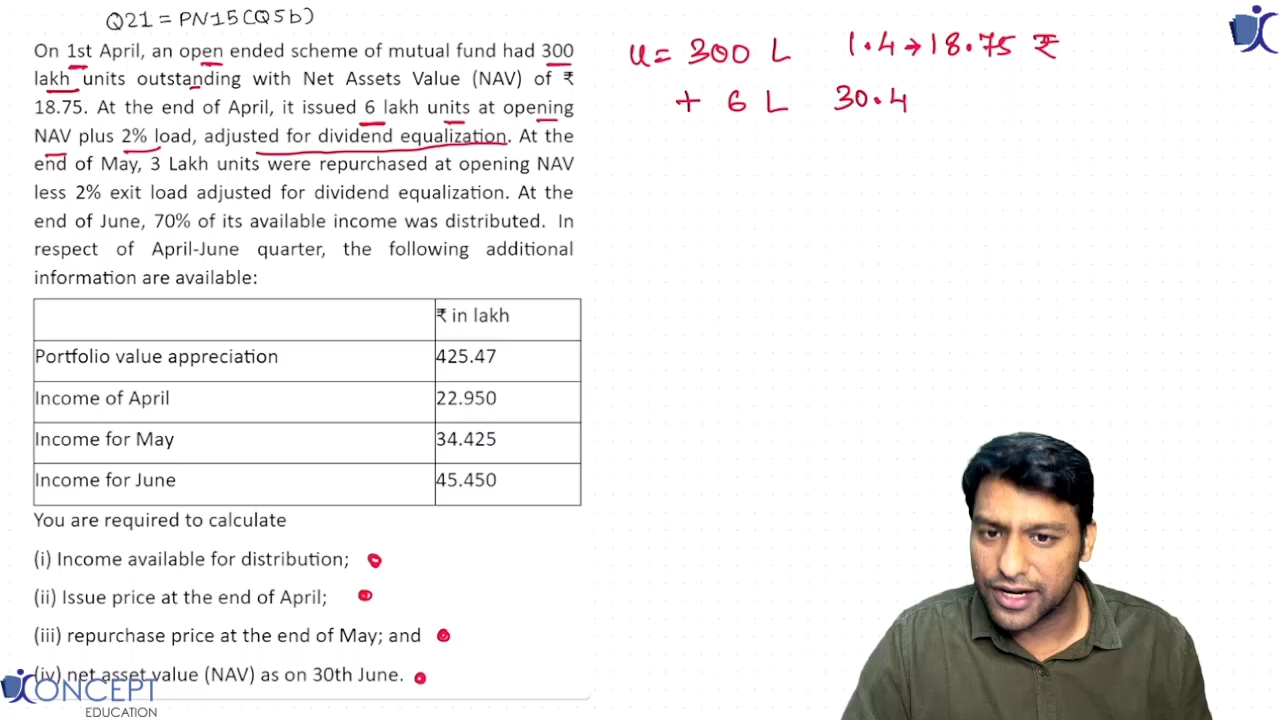 Q21 = PN15(Q5b)
On 1st April, an open ended scheme of mutual fund had 300
lakh units outstanding with Net Assets Value (NAV) of ₹
18.75. At the end of April, it issued 6 lakh units at opening
NAV plus 2% load, adjusted for dividend equalization. At the
end of May, 3 Lakh units were repurchased at opening NAV
less 2% exit load adjusted for dividend equalization. At the
end of June, 70% of its available income was distributed. In
respect of April-June quarter, the following additional
information are available:
₹ in lakh
Portfolio value appreciation 425.47
Income of April 22.950
Income for May 34.425
Income for June 45.450
You are required to calculate
(i) Income available for distribution;
(ii) Issue price at the end of April;
(iii) repurchase price at the end of May; and
(iv) net asset value (NAV) as on 30th June.
u = 300 L 1.4→18.75 ₹
+ 6 L 30.4
CONCEPT
EDUCATION